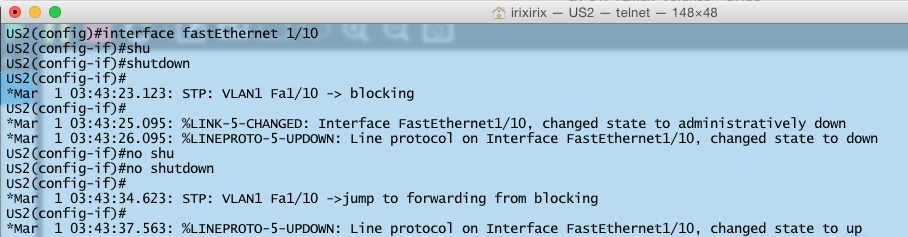 irixirix — US2 — telnet — 148×48
US2(config)#interface fastEthernet 1/10
US2(config-if)#shu
US2(config-if)#shutdown
US2(config-if)#
*Mar  1 03:43:23.123: STP: VLAN1 Fa1/10 -> blocking
US2(config-if)#
*Mar  1 03:43:25.095: %LINK-5-CHANGED: Interface FastEthernet1/10, changed state to administratively down
*Mar  1 03:43:26.095: %LINEPROTO-5-UPDOWN: Line protocol on Interface FastEthernet1/10, changed state to down
US2(config-if)#no shu
US2(config-if)#no shutdown
US2(config-if)#
*Mar  1 03:43:34.623: STP: VLAN1 Fa1/10 ->jump to forwarding from blocking
US2(config-if)#
*Mar  1 03:43:37.563: %LINEPROTO-5-UPDOWN: Line protocol on Interface FastEthernet1/10, changed state to up